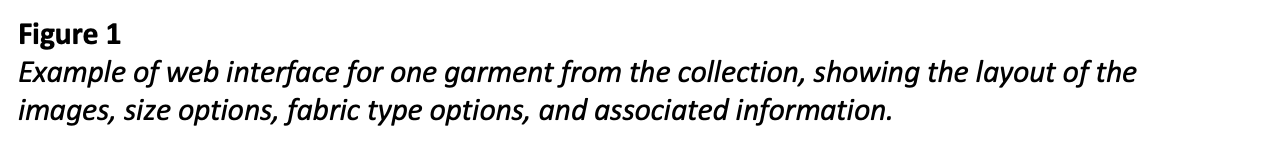 Figure 1
Example of web interface for one garment from the collection, showing the layout of the
images, size options, fabric type options, and associated information.